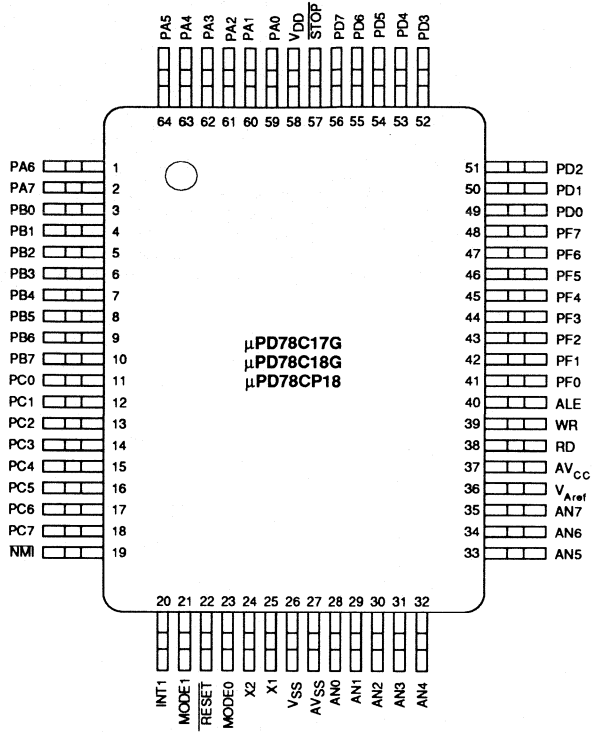 PA5 PA4 PA3 PA2 PA1 PA0 VDD STOP PD7 PD6 PD5 PD4 PD3
64 63 62 61 60 59 58 57 56 55 54 53 52
PA6 1 51 PD2
PA7 2 50 PD1
PB0 3 49 PD0
PB1 4 48 PF7
PB2 5 47 PF6
PB3 6 46 PF5
PB4 7 45 PF4
PB5 8 44 PF3
PB6 9 43 PF2
PB7 10 42 PF1
PC0 11 41 PF0
PC1 12 40 ALE
PC2 13 39 WR
PC3 14 38 RD
PC4 15 37 AVCC
PC5 16 36 VAref
PC6 17 35 AN7
PC7 18 34 AN6
NMI 19 33 AN5
μPD78C17G
μPD78C18G
μPD78CP18
20 21 22 23 24 25 26 27 28 29 30 31 32
INT1 MODE1 RESET MODE0 X2 X1 VSS AVSS AN0 AN1 AN2 AN3 AN4